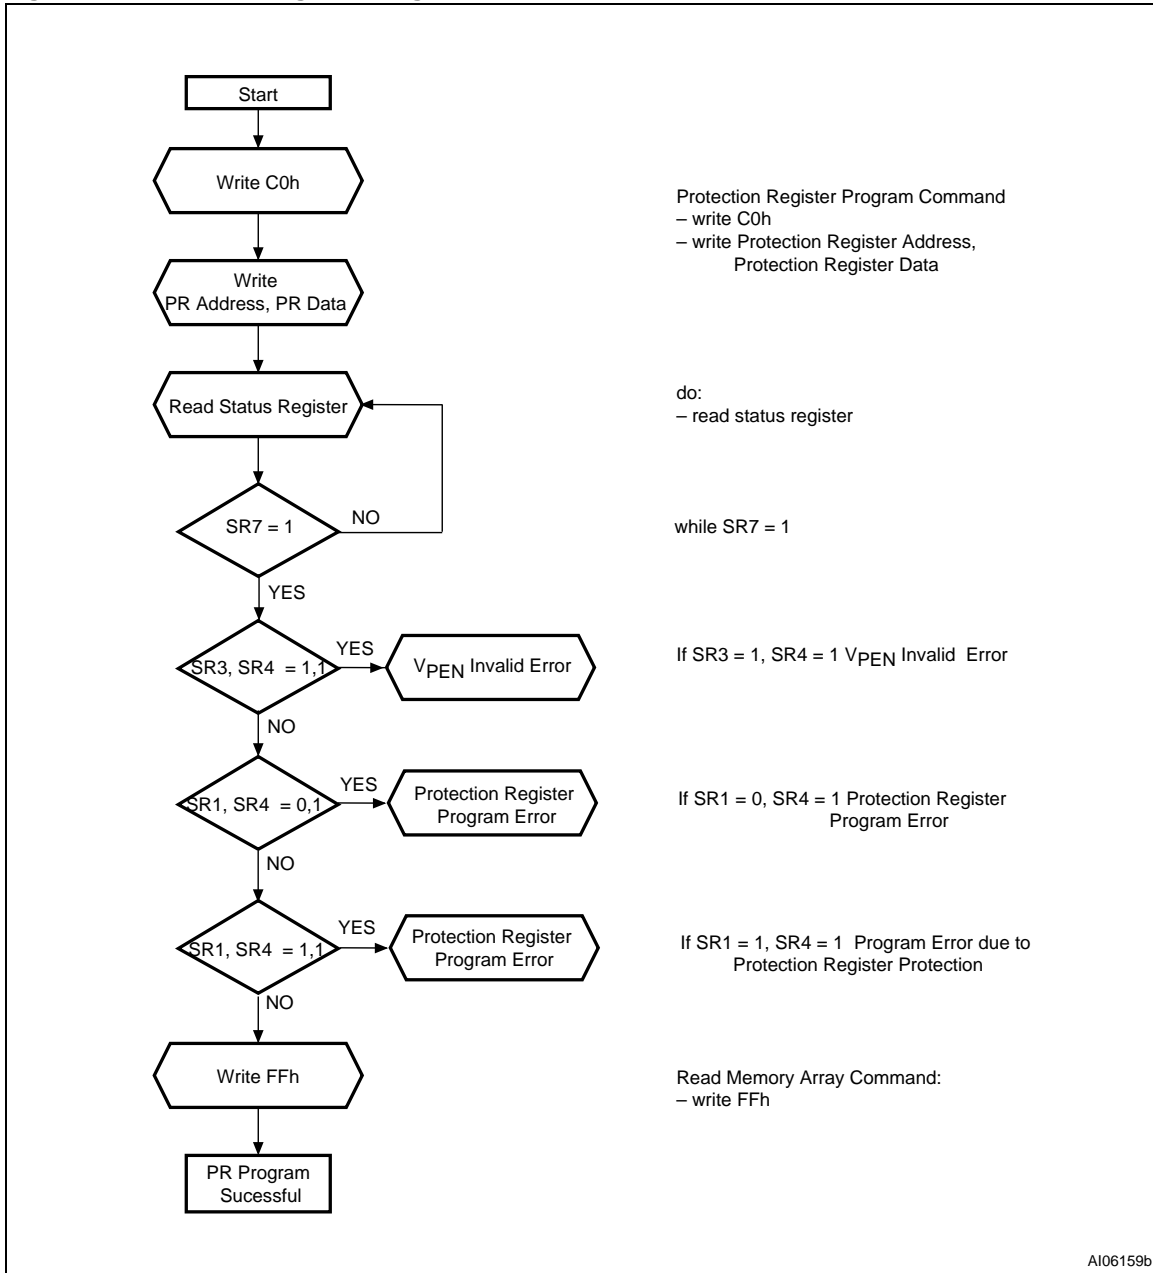 Start
Write C0h
Protection Register Program Command
– write C0h
– write Protection Register Address,
Protection Register Data
Write
PR Address, PR Data
Read Status Register
do:
– read status register
SR7 = 1
NO
while SR7 = 1
YES
SR3, SR4 = 1,1
YES
VPEN Invalid Error
If SR3 = 1, SR4 = 1 VPEN Invalid Error
NO
SR1, SR4 = 0,1
YES
Protection Register
Program Error
If SR1 = 0, SR4 = 1 Protection Register
Program Error
NO
SR1, SR4 = 1,1
YES
Protection Register
Program Error
If SR1 = 1, SR4 = 1 Program Error due to
Protection Register Protection
NO
Write FFh
Read Memory Array Command:
– write FFh
PR Program
Sucessful
AI06159b